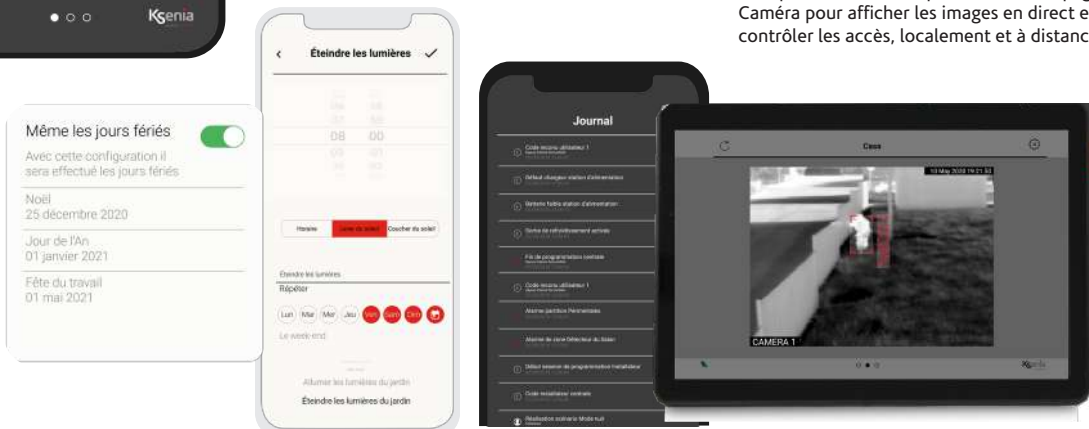 Ksenia
Caméra pour afficher les images en direct e
contrôler les accès, localement et à distanc
Même les jours fériés
Avec cette configuration il
sera effectué les jours fériés
Noël
25 décembre 2020
Jour de l'An
01 janvier 2021
Fête du travail
01 mai 2021
Éteindre les lumières
08 00
Horaire
Coucher du soleil
Éteindre les lumières
Répéter
Lun Mar Mer Jeu Ven Sam Dim
Le week-end
Allumer les lumières du jardin
Éteindre les lumières du jardin
Journal
Code reconnu utilisateur 1
Défaut chargeur station d'alimentation
Batterie faible station d'alimentation
Sortie de refroidissement activée
Fin de programmation centrale
Code reconnu utilisateur 1
Alarme partition Périmétrales
Alarme de zone Détecteur du Salon
Début session de programmation Installateur
Code installateur centrale
Réalisation scénario Mode nuit
Casa
CAMERA 1
Ksenia